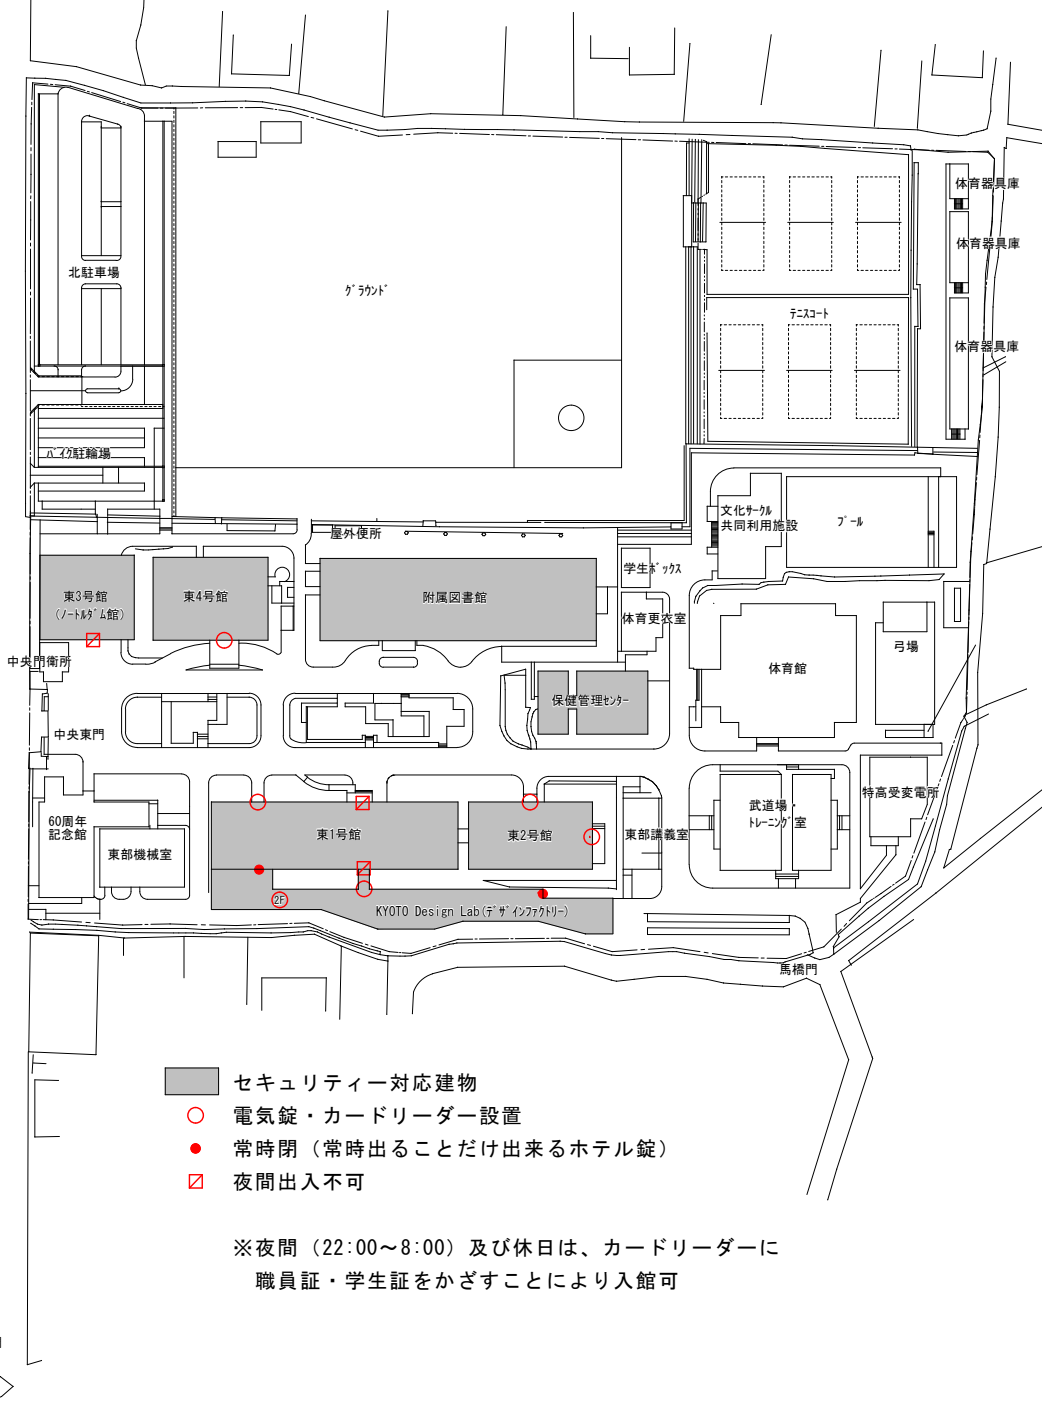 体育器具庫
体育器具庫
北駐車場
ｸﾞﾗｳﾝﾄﾞ
ﾃﾆｽｺｰﾄ
体育器具庫
ﾊﾞｲｸ駐輪場
文化ｻｰｸﾙ
共同利用施設
ﾌﾟｰﾙ
屋外便所
学生ﾎﾞｯｸｽ
東3号館
(ﾉｰﾄﾙﾀﾞﾑ館)
東4号館
附属図書館
体育更衣室
弓場
中央門衛所
体育館
保健管理ｾﾝﾀｰ
中央東門
特高受変電所
60周年
記念館
東部機械室
東1号館
東2号館
東部講義室
武道場・
ﾄﾚｰﾆﾝｸﾞ室
2F
KYOTO Design Lab(ﾃﾞｻﾞｲﾝﾌｧｸﾄﾘｰ)
馬橋門
セキュリティー対応建物
電気錠・カードリーダー設置
常時閉（常時出ることだけ出来るホテル錠）
夜間出入不可
※夜間（22:00～8:00）及び休日は、カードリーダーに
職員証・学生証をかざすことにより入館可